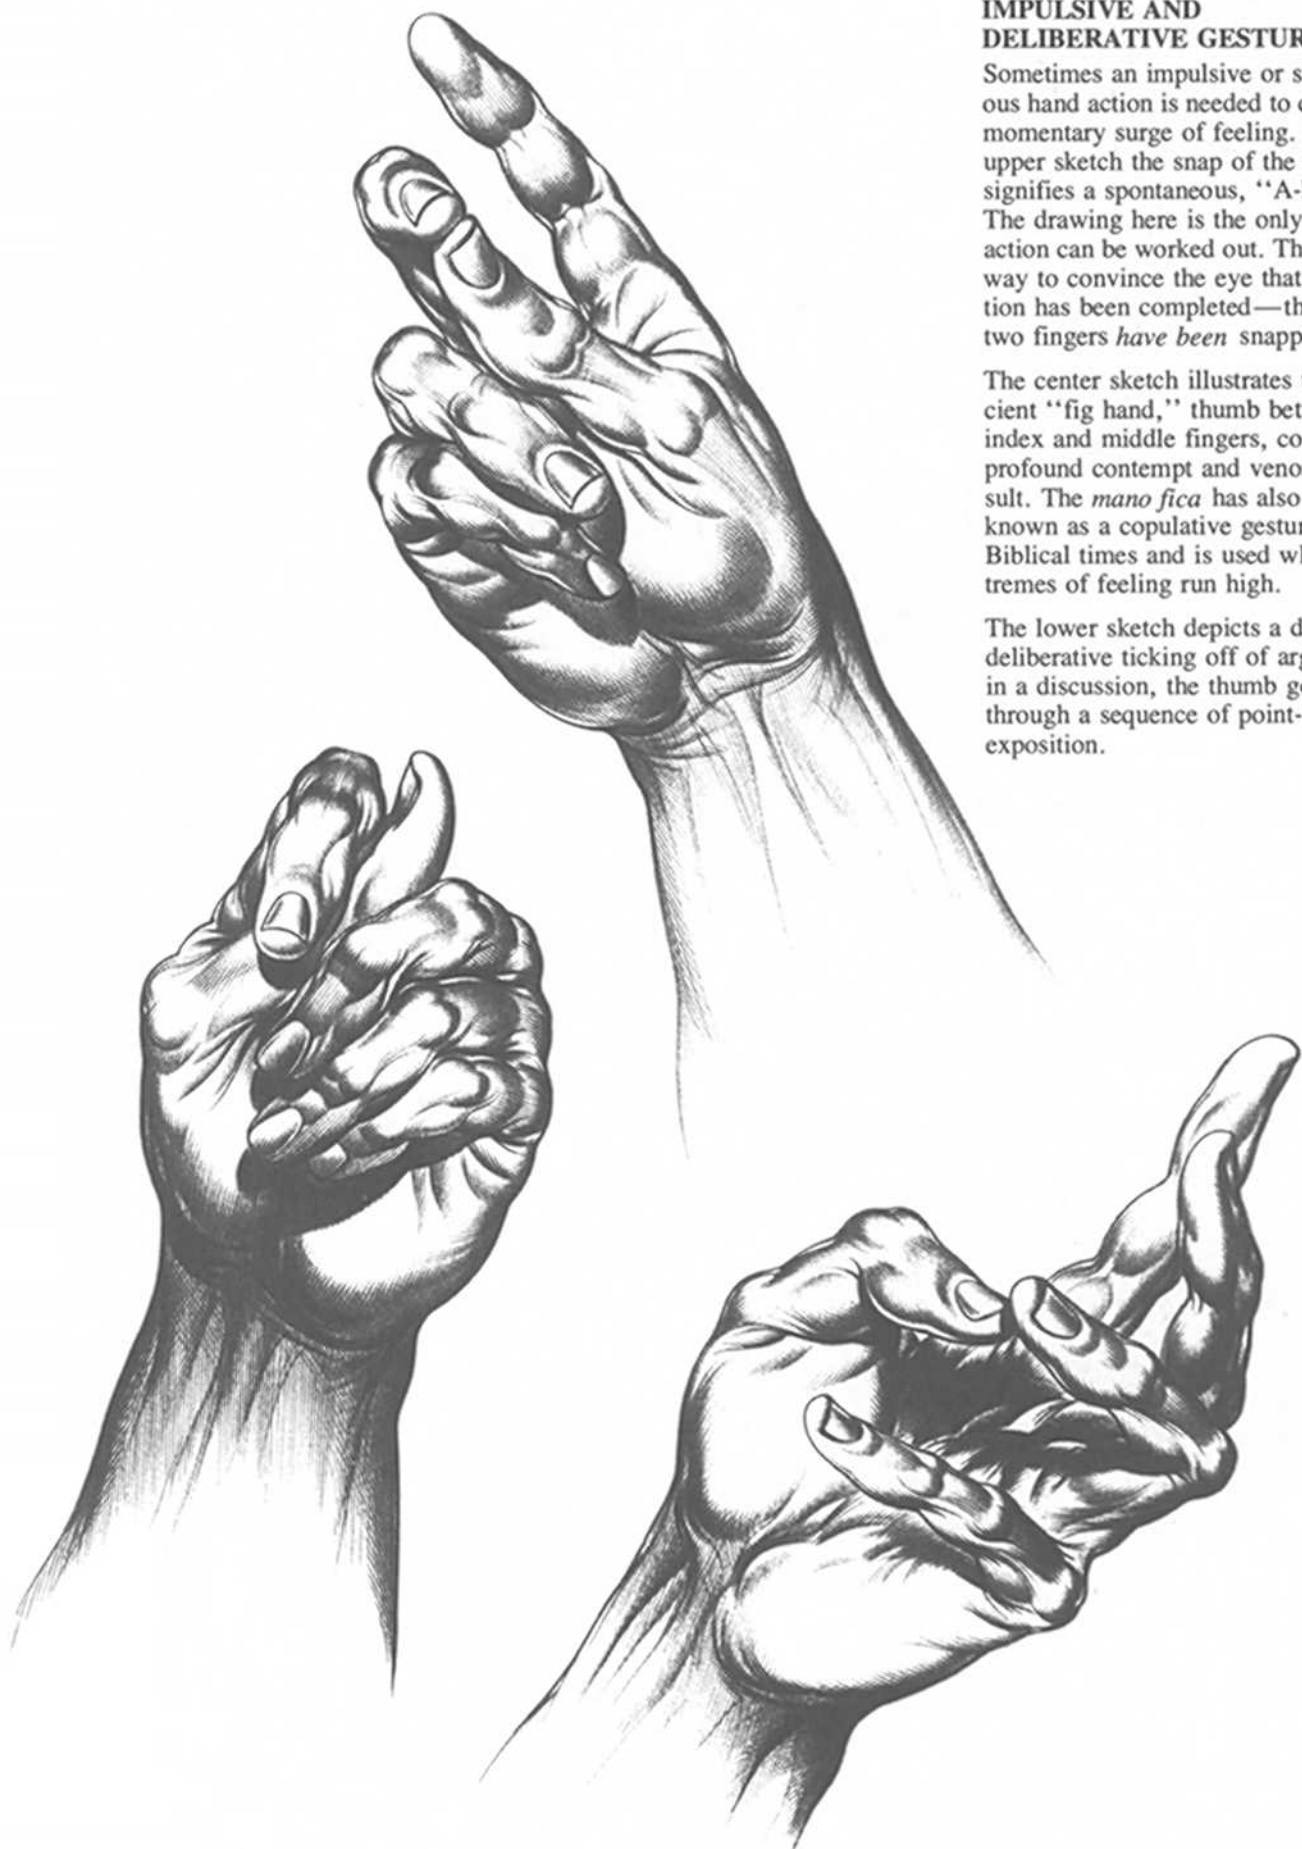 IMPULSIVE AND
DELIBERATIVE GESTUR
Sometimes an impulsive or s
ous hand action is needed to
momentary surge of feeling.
upper sketch the snap of the
signifies a spontaneous, “A-
The drawing here is the only
action can be worked out. Th
way to convince the eye that
tion has been completed—th
two fingers have been snapp
The center sketch illustrates
cient “fig hand,” thumb bet
index and middle fingers, co
profound contempt and veno
sult. The mano fica has also
known as a copulative gestur
Biblical times and is used w
tremes of feeling run high.
The lower sketch depicts a d
deliberative ticking off of arg
in a discussion, the thumb g
through a sequence of point-
exposition.